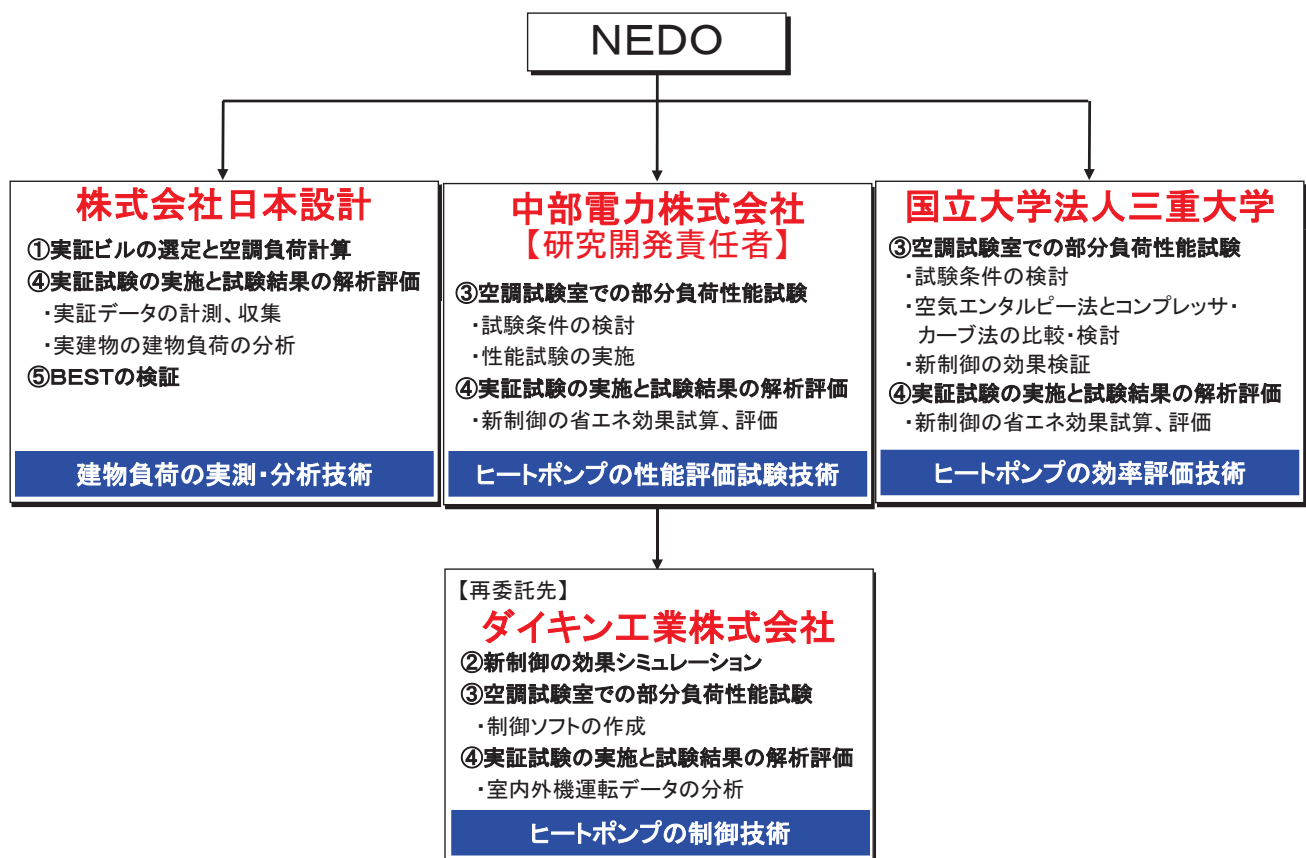 NEDO
株式会社日本設計
①実証ビルの選定と空調負荷計算
④実証試験の実施と試験結果の解析評価
・実証データの計測、収集
・実建物の建物負荷の分析
⑤BESTの検証
建物負荷の実測・分析技術
中部電力株式会社
【研究開発責任者】
③空調試験室での部分負荷性能試験
・試験条件の検討
・性能試験の実施
④実証試験の実施と試験結果の解析評価
・新制御の省エネ効果試算、評価
ヒートポンプの性能評価試験技術
国立大学法人三重大学
③空調試験室での部分負荷性能試験
・試験条件の検討
・空気エンタルピー法とコンプレッサ・
カーブ法の比較・検討
・新制御の効果検証
④実証試験の実施と試験結果の解析評価
・新制御の省エネ効果試算、評価
ヒートポンプの効率評価技術
【再委託先】
ダイキン工業株式会社
②新制御の効果シミュレーション
③空調試験室での部分負荷性能試験
・制御ソフトの作成
④実証試験の実施と試験結果の解析評価
・室内外機運転データの分析
ヒートポンプの制御技術